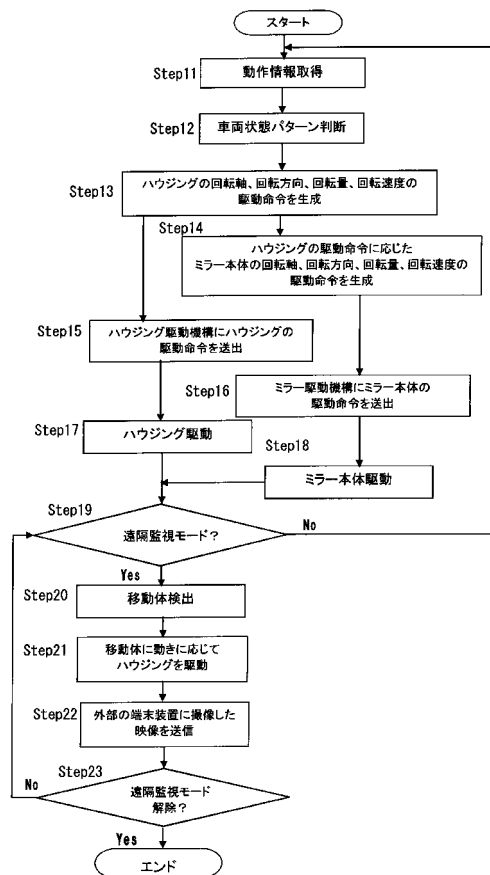 スタート
Step11
動作情報取得
Step12
車両状態パターン判断
Step13
ハウジングの回転軸、回転方向、回転量、回転速度の
駆動命令を生成
Step14
ハウジングの駆動命令に応じた
ミラー本体の回転軸、回転方向、回転量、回転速度の
駆動命令を生成
Step15
ハウジング駆動機構にハウジングの
駆動命令を送出
Step16
ミラー駆動機構にミラー本体の
駆動命令を送出
Step17
ハウジング駆動
Step18
ミラー本体駆動
Step19
遠隔監視モード？
No
Yes
Step20
移動体検出
Step21
移動体に動きに応じて
ハウジングを駆動
Step22
外部の端末装置に撮像した
映像を送信
Step23
No
遠隔監視モード
解除？
Yes
エンド